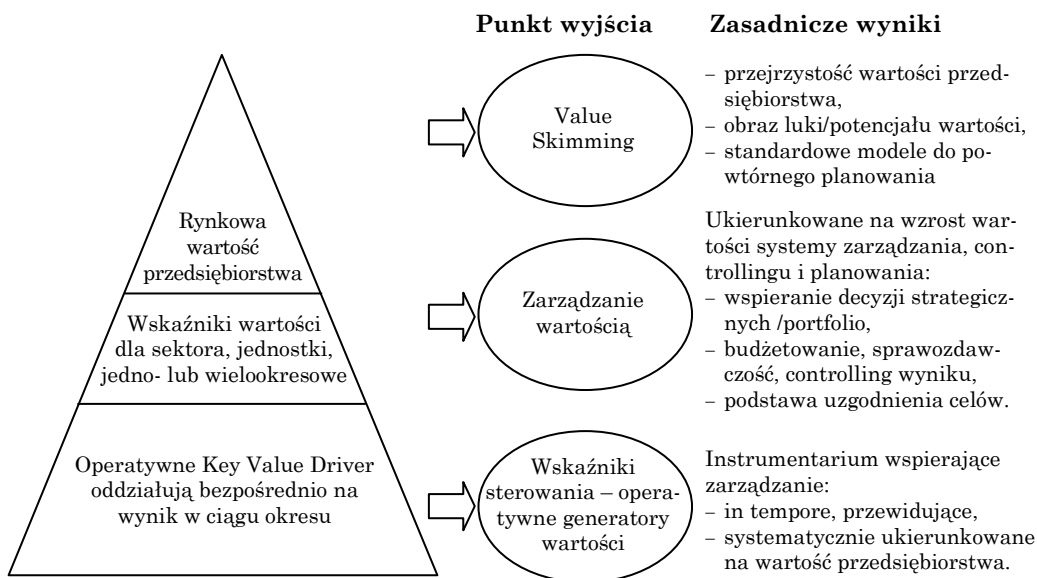 Punkt wyjścia
Zasadnicze wyniki
Rynkowa
wartość
przedsiębiorstwa
Value
Skimming
– przejrzystość wartości przed-
siębiorstwa,
– obraz luki/potencjału wartości,
– standardowe modele do po-
wtórnego planowania
Wskaźniki wartości
dla sektora, jednostki,
jedno- lub wielookresowe
Zarządzanie
wartością
Ukierunkowane na wzrost war-
tości systemy zarządzania, con-
trollingu i planowania:
– wspieranie decyzji strategicz-
nych /portfolio,
– budżetowanie, sprawozdaw-
czość, controlling wyniku,
– podstawa uzgodnienia celów.
Operatywne Key Value Driver
oddziałują bezpośrednio na
wynik w ciągu okresu
Wskaźniki
sterowania – opera-
tywne generatory
wartości
Instrumentarium wspierające
zarządzanie:
– in tempore, przewidujące,
– systematycznie ukierunkowane
na wartość przedsiębiorstwa.